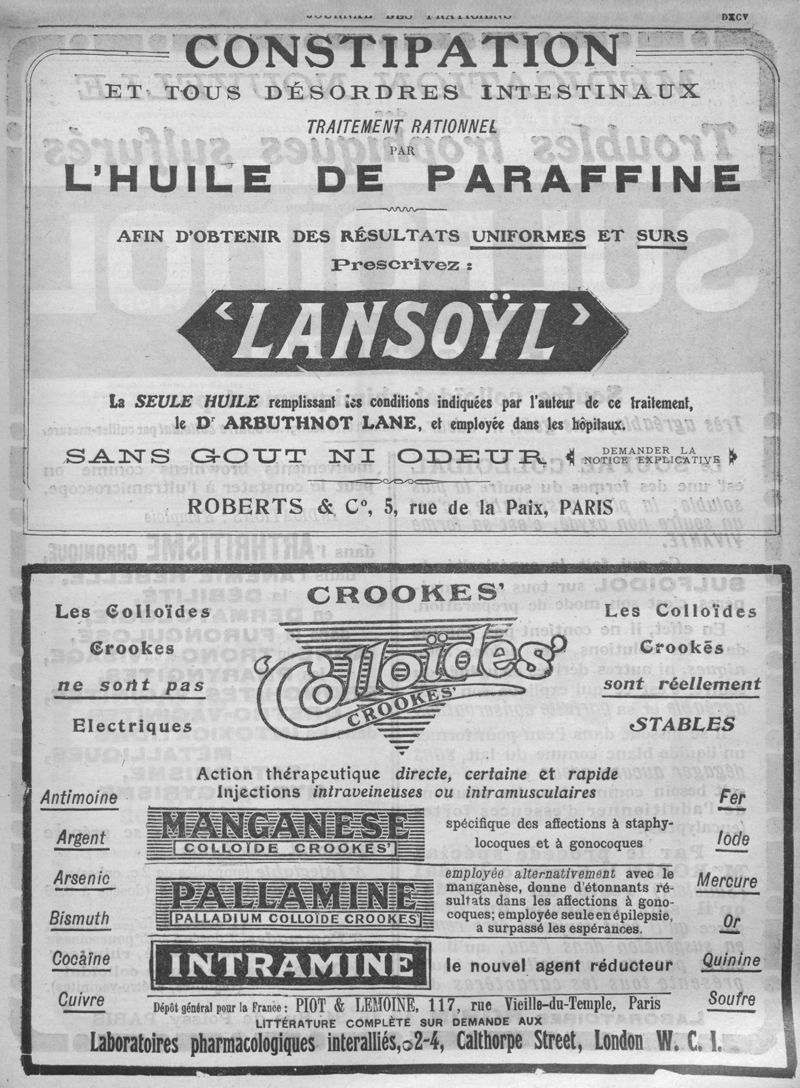 JOURNAL DES PRATICIENS
DXCV
CONSTIPATION
ET TOUS DÉSORDRES INTESTINAUX
TRAITEMENT RATIONNEL
PAR
L'HUILE DE PARAFFINE
AFIN D'OBTENIR DES RÉSULTATS UNIFORMES ET SURS
Prescrivez :
‘LANSOŸL’
La SEULE HUILE remplissant les conditions indiquées par l'auteur de ce traitement,
le Dr ARBUTHNOT LANE, et employée dans les hôpitaux.
SANS GOUT NI ODEUR
DEMANDER LA
NOTICE EXPLICATIVE
ROBERTS & Co, 5, rue de la Paix, PARIS
CROOKES'
Les Colloïdes
Crookes
ne sont pas
Electriques
‘Colloïdes’
CROOKES'
Les Colloïdes
Crookes
sont réellement
STABLES
Action thérapeutique directe, certaine et rapide
Injections intraveineuses ou intramusculaires
Antimoine
Argent
Arsenic
Bismuth
Cocaïne
Cuivre
MANGANESE
COLLOÏDE CROOKES'
spécifique des affections à staphy-
locoques et à gonocoques
PALLAMINE
PALLADIUM COLLOÏDE CROOKES
employée alternativement avec le
manganèse, donne d'étonnants ré-
sultats dans les affections à gono-
coques; employée seule en épilepsie,
a surpassé les espérances.
INTRAMINE
le nouvel agent réducteur
Fer
Iode
Mercure
Or
Quinine
Soufre
Dépôt général pour la France : PIOT & LEMOINE, 117, rue Vieille-du-Temple, Paris
LITTÉRATURE COMPLÈTE SUR DEMANDE AUX
Laboratoires pharmacologiques interalliés, 2-4, Calthorpe Street, London W. C. I.